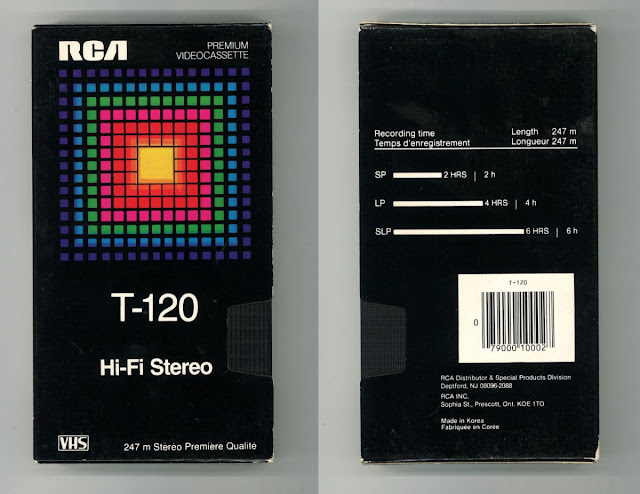 RCA
PREMIUM
VIDEOCASSETTE
T-120
Hi-Fi Stereo
VHS
247 m Stereo Premiere Qualité
Recording time Length 247 m
Temps d'enregistrement Longueur 247 m
SP 2 HRS | 2 h
LP 4 HRS | 4 h
SLP 6 HRS | 6 h
T-120
0 79000 10002
RCA Distributor & Special Products Division
Deptford, NJ 08096-2088
RCA INC.
Sophia St., Prescott, Ont. KOE 1TO
Made in Korea
Fabriquée en Corée